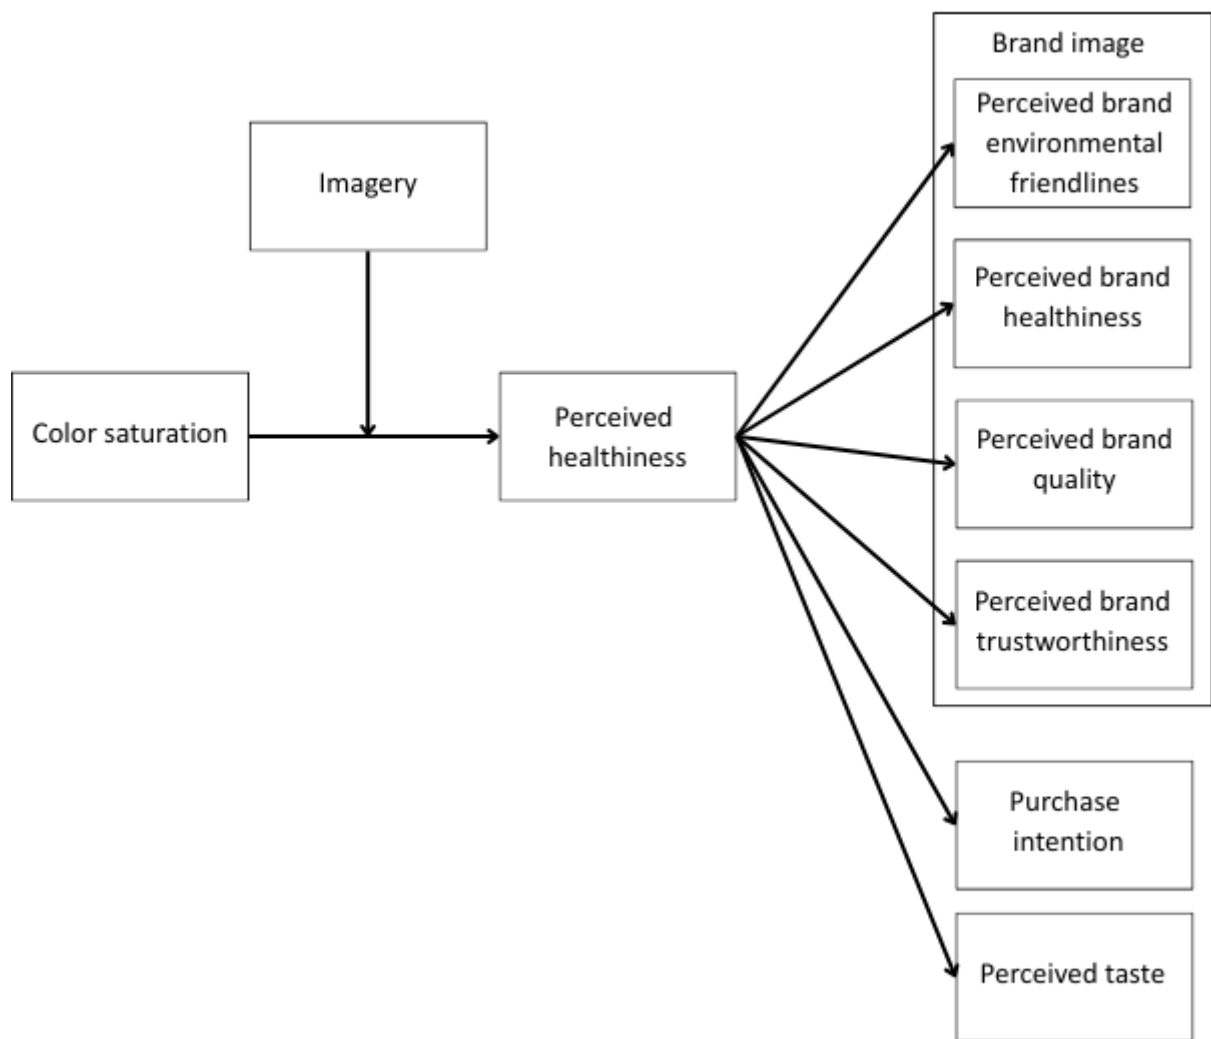 Brand image
Perceived brand
environmental
friendlines
Imagery
Perceived brand
healthiness
Color saturation
Perceived
healthiness
Perceived brand
quality
Perceived brand
trustworthiness
Purchase
intention
Perceived taste